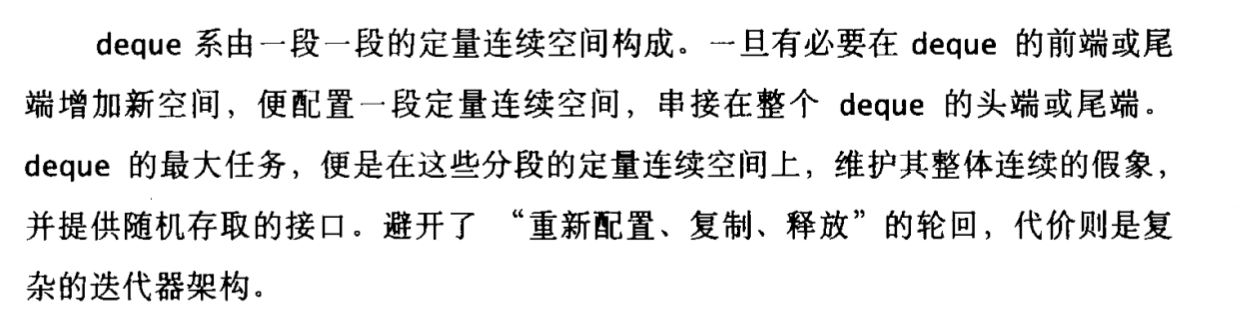 deque 系由一段一段的定量连续空间构成。一旦有必要在 deque 的前端或尾
端增加新空间，便配置一段定量连续空间，串接在整个 deque 的头端或尾端。
deque 的最大任务，便是在这些分段的定量连续空间上，维护其整体连续的假象，
并提供随机存取的接口。避开了 “重新配置、复制、释放”的轮回，代价则是复
杂的迭代器架构。